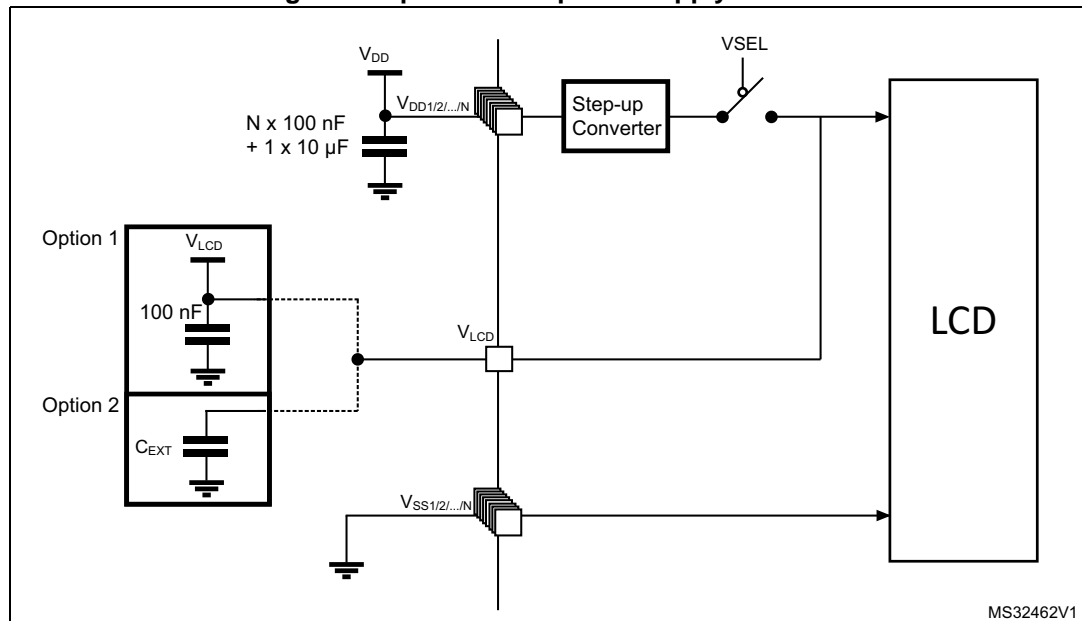 VSEL
VDD
VDD1/2/.../N
Step-up
Converter
N x 100 nF
+ 1 x 10 µF
Option 1
VLCD
100 nF
VLCD
LCD
Option 2
CEXT
VSS1/2/.../N
MS32462V1